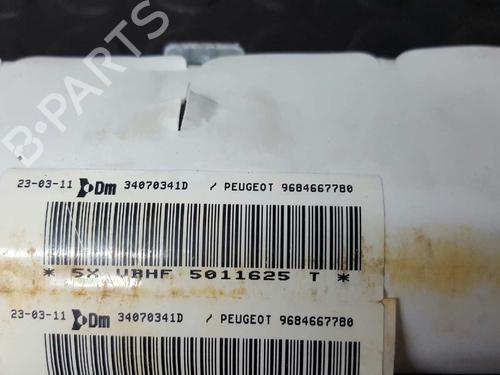 B-PARTS
23-03-11 Dm 34070341D / PEUGEOT 9684667780
* 5X VBHF 5011625 T *
23-03-11 Dm 34070341D / PEUGEOT 9684667780